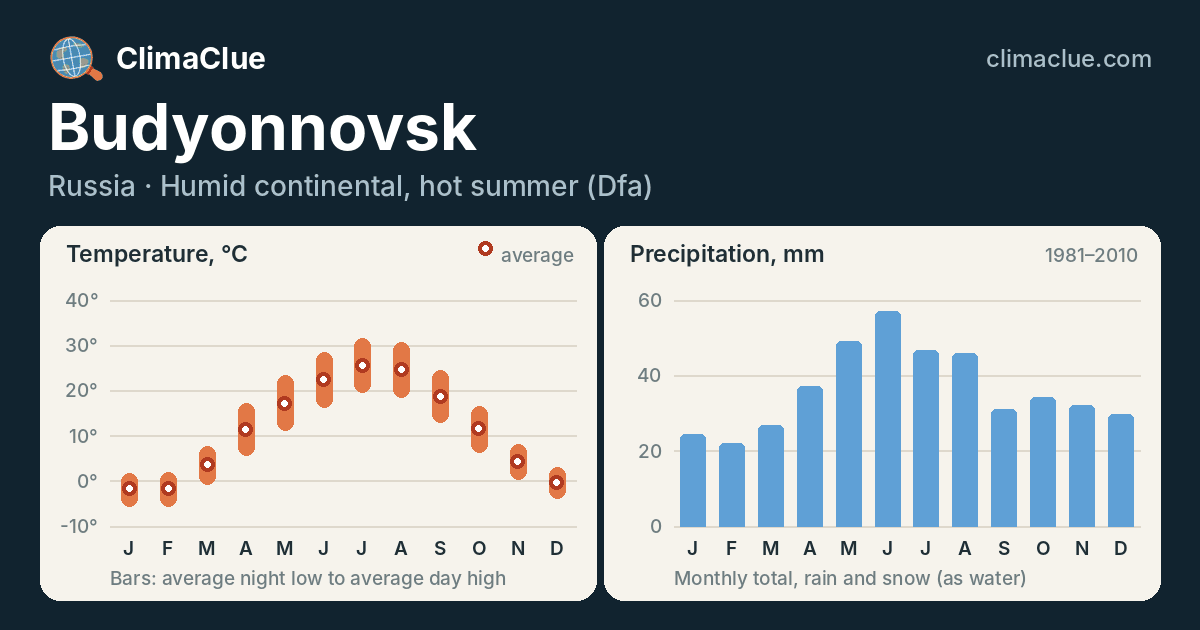 ClimaClue
climaclue.com
Budyonnovsk
Russia · Humid continental, hot summer (Dfa)
Temperature, °C
average
40°
30°
20°
10°
0°
-10°
J F M A M J J A S O N D
Bars: average night low to average day high
Precipitation, mm
1981–2010
60
40
20
0
J F M A M J J A S O N D
Monthly total, rain and snow (as water)